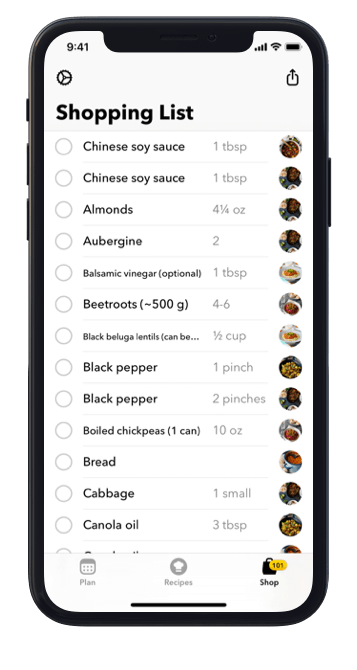 9:41
Shopping List
Chinese soy sauce 1 tbsp
Chinese soy sauce 1 tbsp
Almonds 4¼ oz
Aubergine 2
Balsamic vinegar (optional) 1 tbsp
Beetroots (~500 g) 4-6
Black beluga lentils (can be... ½ cup
Black pepper 1 pinch
Black pepper 2 pinches
Boiled chickpeas (1 can) 10 oz
Bread
Cabbage 1 small
Canola oil 3 tbsp
101
Plan Recipes Shop